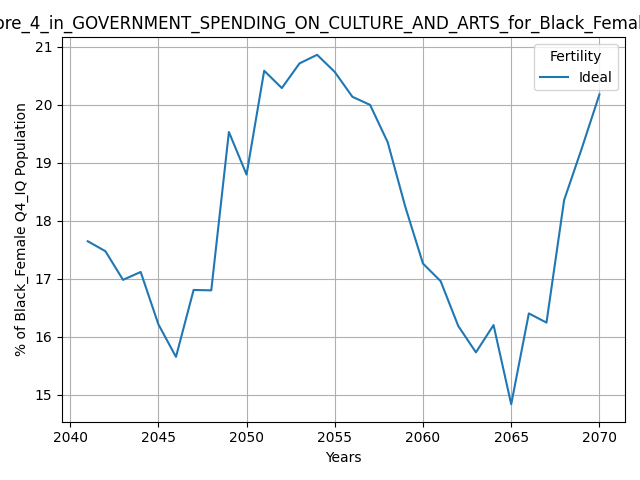 ore_4_in_GOVERNMENT_SPENDING_ON_CULTURE_AND_ARTS_for_Black_Femal
Fertility
Ideal
% of Black_Female Q4_IQ Population
21
20
19
18
17
16
15
2040 2045 2050 2055 2060 2065 2070
Years